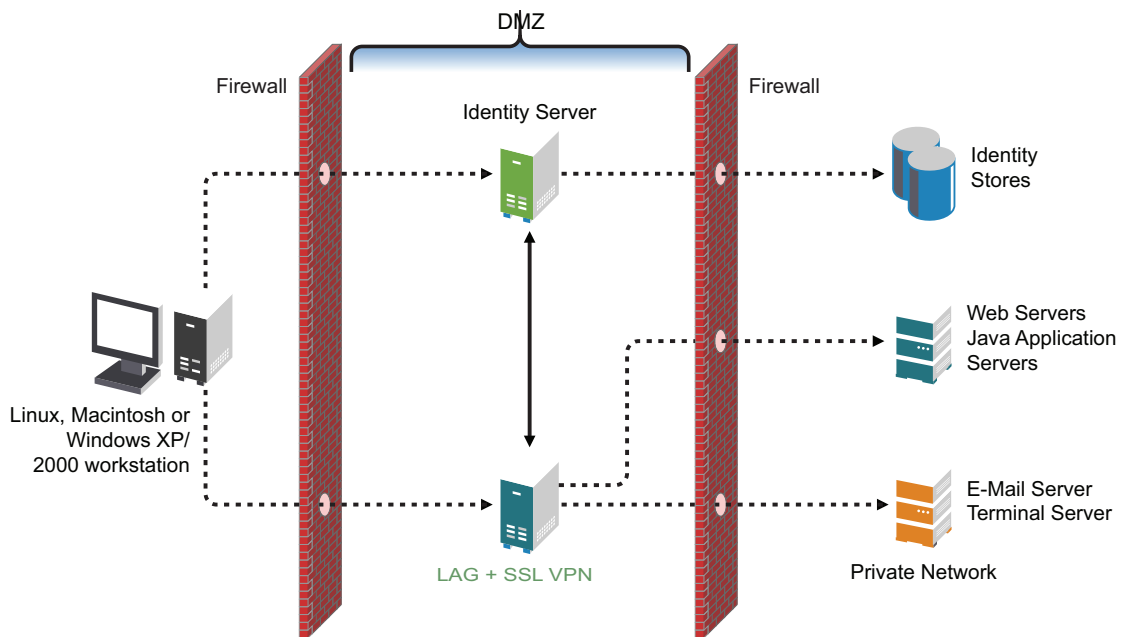 DMZ
Firewall
Firewall
Identity Server
Identity
Stores
Web Servers
Java Application
Servers
Linux, Macintosh or
Windows XP/
2000 workstation
E-Mail Server
Terminal Server
LAG + SSL VPN
Private Network